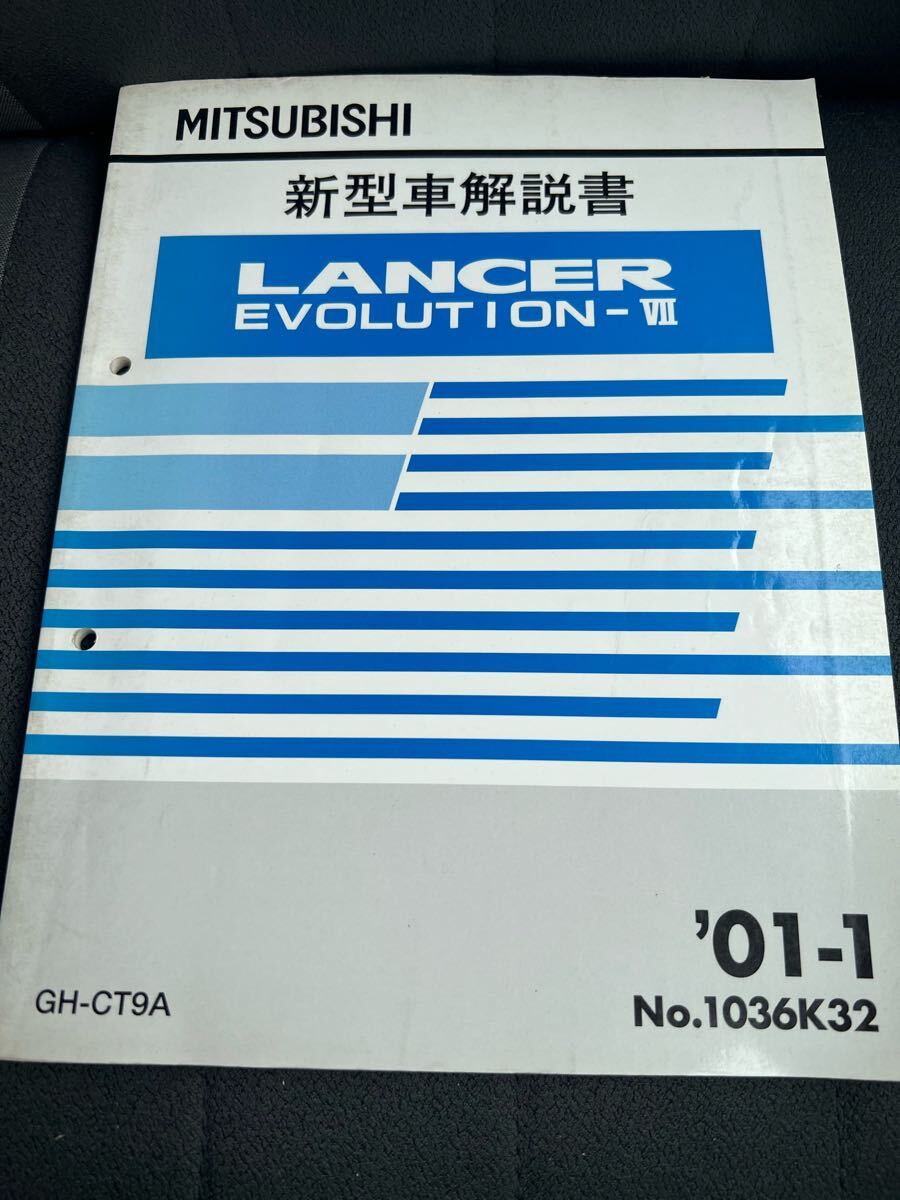 MITSUBISHI
新型車解説書
LANCER
EVOLUTION-VII
'01-1
GH-CT9A
No.1036K32